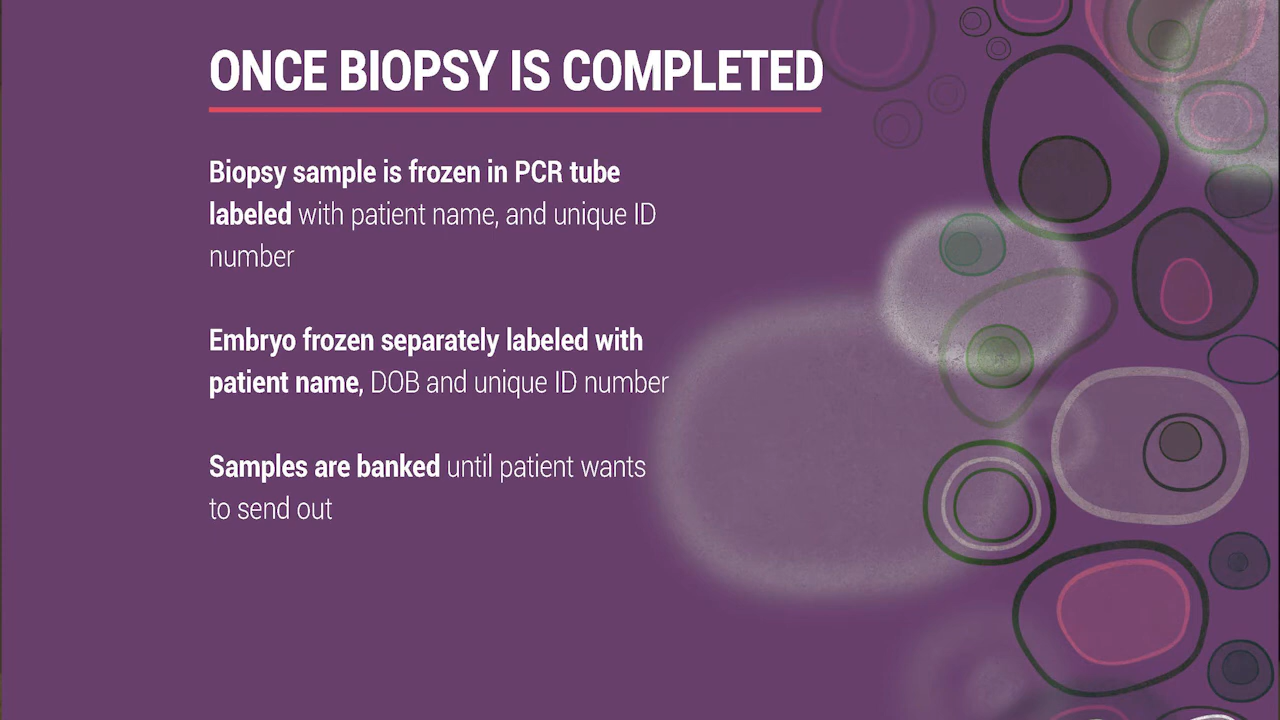 ONCE BIOPSY IS COMPLETED
Biopsy sample is frozen in PCR tube
labeled with patient name, and unique ID
number
Embryo frozen separately labeled with
patient name, DOB and unique ID number
Samples are banked until patient wants
to send out